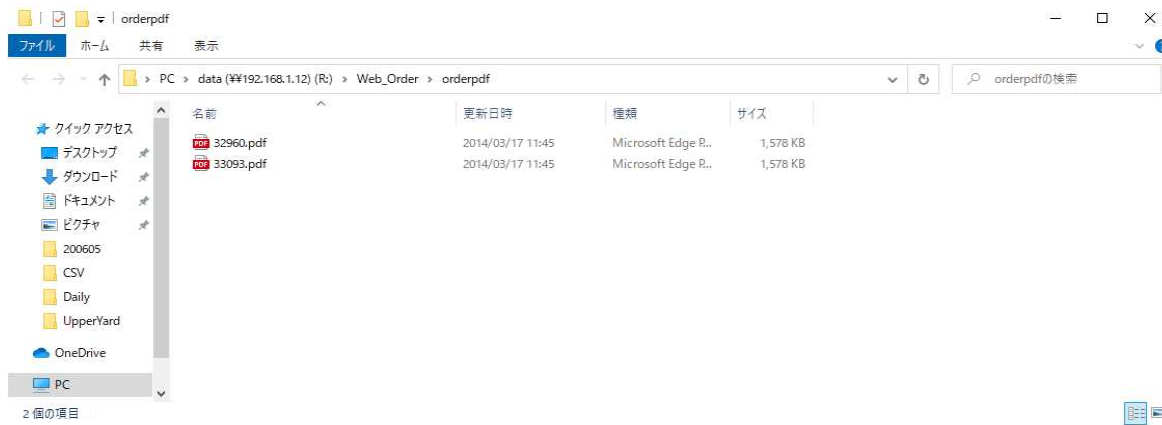 orderpdf
ファイル ホーム 共有 表示
PC › data (¥¥192.168.1.12) (R:) › Web_Order › orderpdf
orderpdfの検索
名前 更新日時 種類 サイズ
PDF 32960.pdf 2014/03/17 11:45 Microsoft Edge P... 1,578 KB
PDF 33093.pdf 2014/03/17 11:45 Microsoft Edge P... 1,578 KB
クイック アクセス
デスクトップ
ダウンロード
ドキュメント
ピクチャ
200605
CSV
Daily
UpperYard
OneDrive
PC
2 個の項目